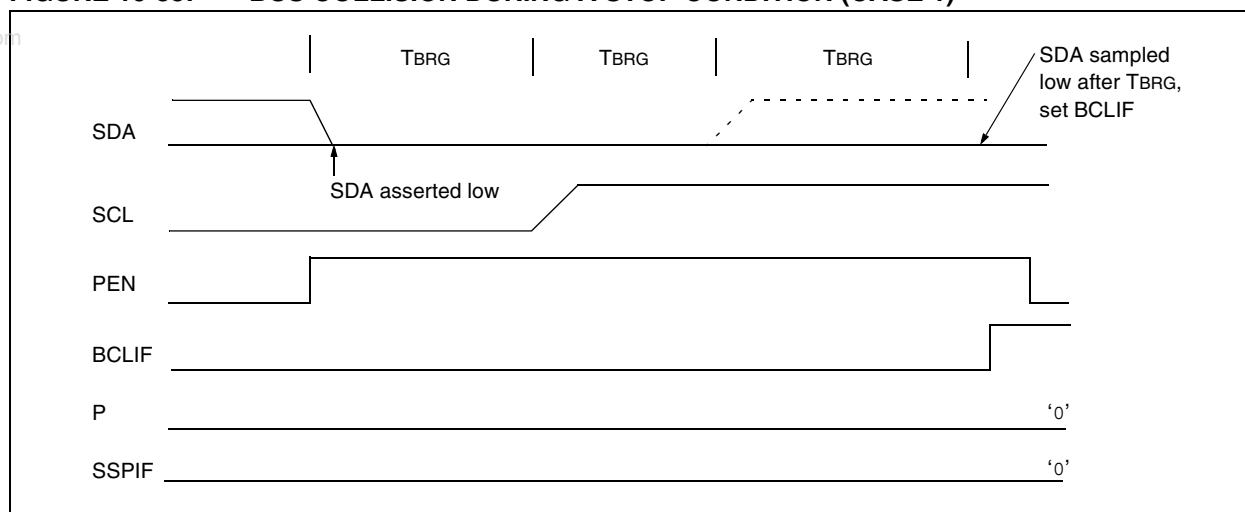 om
TBRG TBRG TBRG
SDA sampled
low after TBRG,
set BCLIF
SDA
SDA asserted low
SCL
PEN
BCLIF
P
‘0’
SSPIF
‘0’